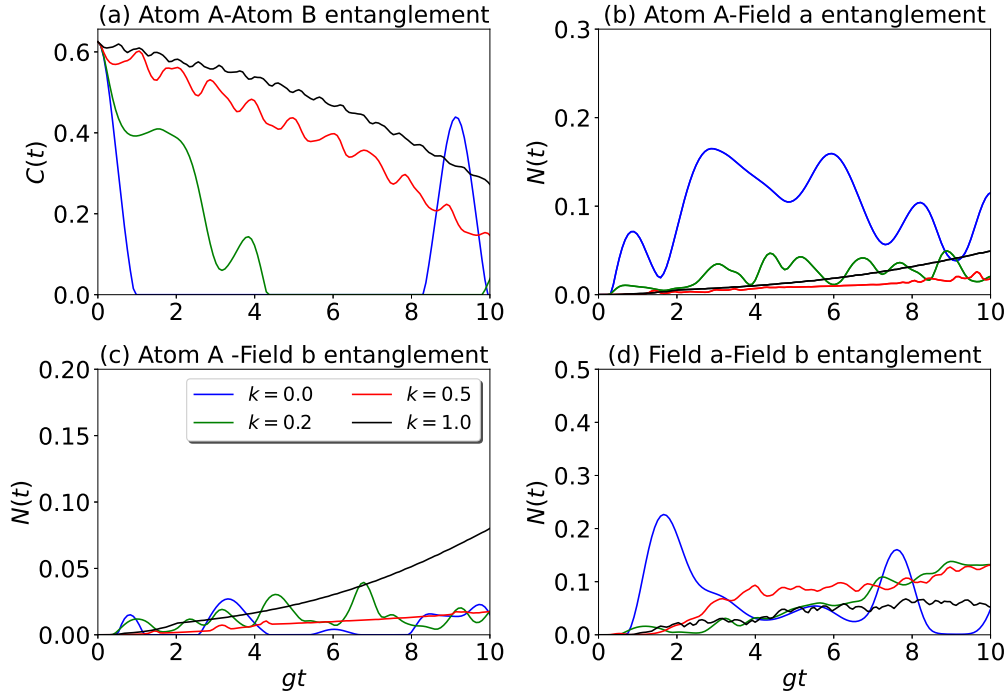 (a) Atom A-Atom B entanglement
C(t)
0.6
0.4
0.2
0.0
0 2 4 6 8 10
(b) Atom A-Field a entanglement
N(t)
0.3
0.2
0.1
0.0
0 2 4 6 8 10
(c) Atom A -Field b entanglement
N(t)
0.20
0.15
0.10
0.05
0.00
k = 0.0
k = 0.5
k = 0.2
k = 1.0
0 2 4 6 8 10
gt
(d) Field a-Field b entanglement
N(t)
0.5
0.4
0.3
0.2
0.1
0.0
0 2 4 6 8 10
gt